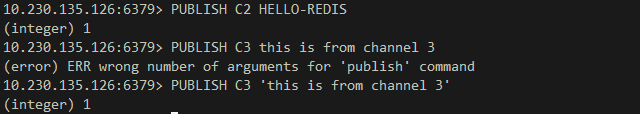 10.230.135.126:6379> PUBLISH C2 HELLO-REDIS
(integer) 1
10.230.135.126:6379> PUBLISH C3 this is from channel 3
(error) ERR wrong number of arguments for 'publish' command
10.230.135.126:6379> PUBLISH C3 'this is from channel 3'
(integer) 1